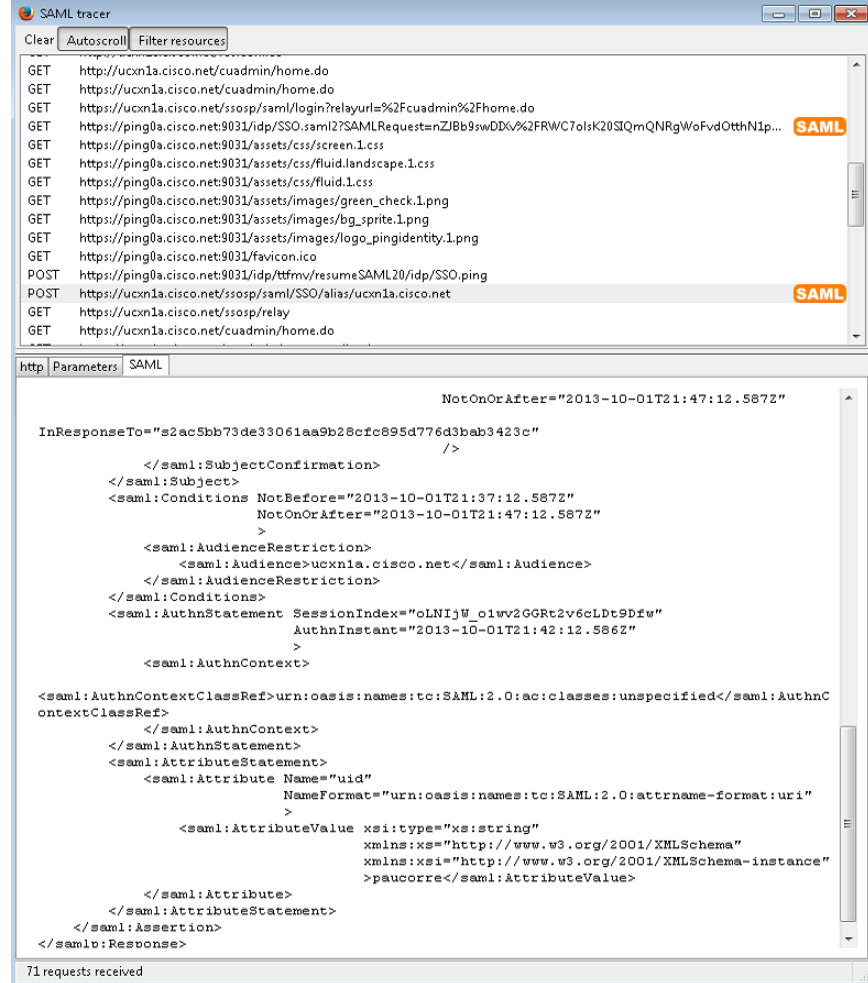 SAML tracer
Clear Autoscroll Filter resources
GET http://ucxn1a.cisco.net/cuadmin/home.do
GET https://ucxn1a.cisco.net/cuadmin/home.do
GET https://ucxn1a.cisco.net/ssosp/saml/login?relayurl=%2Fcuadmin%2Fhome.do
GET https://ping0a.cisco.net:9031/idp/SSO.saml2?SAMLRequest=nZJBb9swDIXv%2FRWC7olsK20SIQmQNRgWoFvdOtthN1p... SAML
GET https://ping0a.cisco.net:9031/assets/css/screen.1.css
GET https://ping0a.cisco.net:9031/assets/css/fluid.landscape.1.css
GET https://ping0a.cisco.net:9031/assets/css/fluid.1.css
GET https://ping0a.cisco.net:9031/assets/images/green_check.1.png
GET https://ping0a.cisco.net:9031/assets/images/bg_sprite.1.png
GET https://ping0a.cisco.net:9031/assets/images/logo_pingidentity.1.png
GET https://ping0a.cisco.net:9031/favicon.ico
POST https://ping0a.cisco.net:9031/idp/ttfmv/resumeSAML20/idp/SSO.ping
POST https://ucxn1a.cisco.net/ssosp/saml/SSO/alias/ucxn1a.cisco.net SAML
GET https://ucxn1a.cisco.net/ssosp/relay
GET https://ucxn1a.cisco.net/cuadmin/home.do
http Parameters SAML
NotOnOrAfter="2013-10-01T21:47:12.587Z"
InResponseTo="s2ac5bb73de33061aa9b28cfc895d776d3bab3423c"
/>
</saml:SubjectConfirmation>
</saml:Subject>
<saml:Conditions NotBefore="2013-10-01T21:37:12.587Z"
NotOnOrAfter="2013-10-01T21:47:12.587Z"
>
<saml:AudienceRestriction>
<saml:Audience>ucxn1a.cisco.net</saml:Audience>
</saml:AudienceRestriction>
</saml:Conditions>
<saml:AuthnStatement SessionIndex="oLNIjW_o1wv2GGRt2v6cLDt9Dfw"
AuthnInstant="2013-10-01T21:42:12.586Z"
>
<saml:AuthnContext>
<saml:AuthnContextClassRef>urn:oasis:names:tc:SAML:2.0:ac:classes:unspecified</saml:AuthnC
ontextClassRef>
</saml:AuthnContext>
</saml:AuthnStatement>
<saml:AttributeStatement>
<saml:Attribute Name="uid"
NameFormat="urn:oasis:names:tc:SAML:2.0:attrname-format:uri"
>
<saml:AttributeValue xsi:type="xs:string"
xmlns:xs="http://www.w3.org/2001/XMLSchema"
xmlns:xsi="http://www.w3.org/2001/XMLSchema-instance"
>paucorre</saml:AttributeValue>
</saml:Attribute>
</saml:AttributeStatement>
</saml:Assertion>
</samlp:Response>
71 requests received